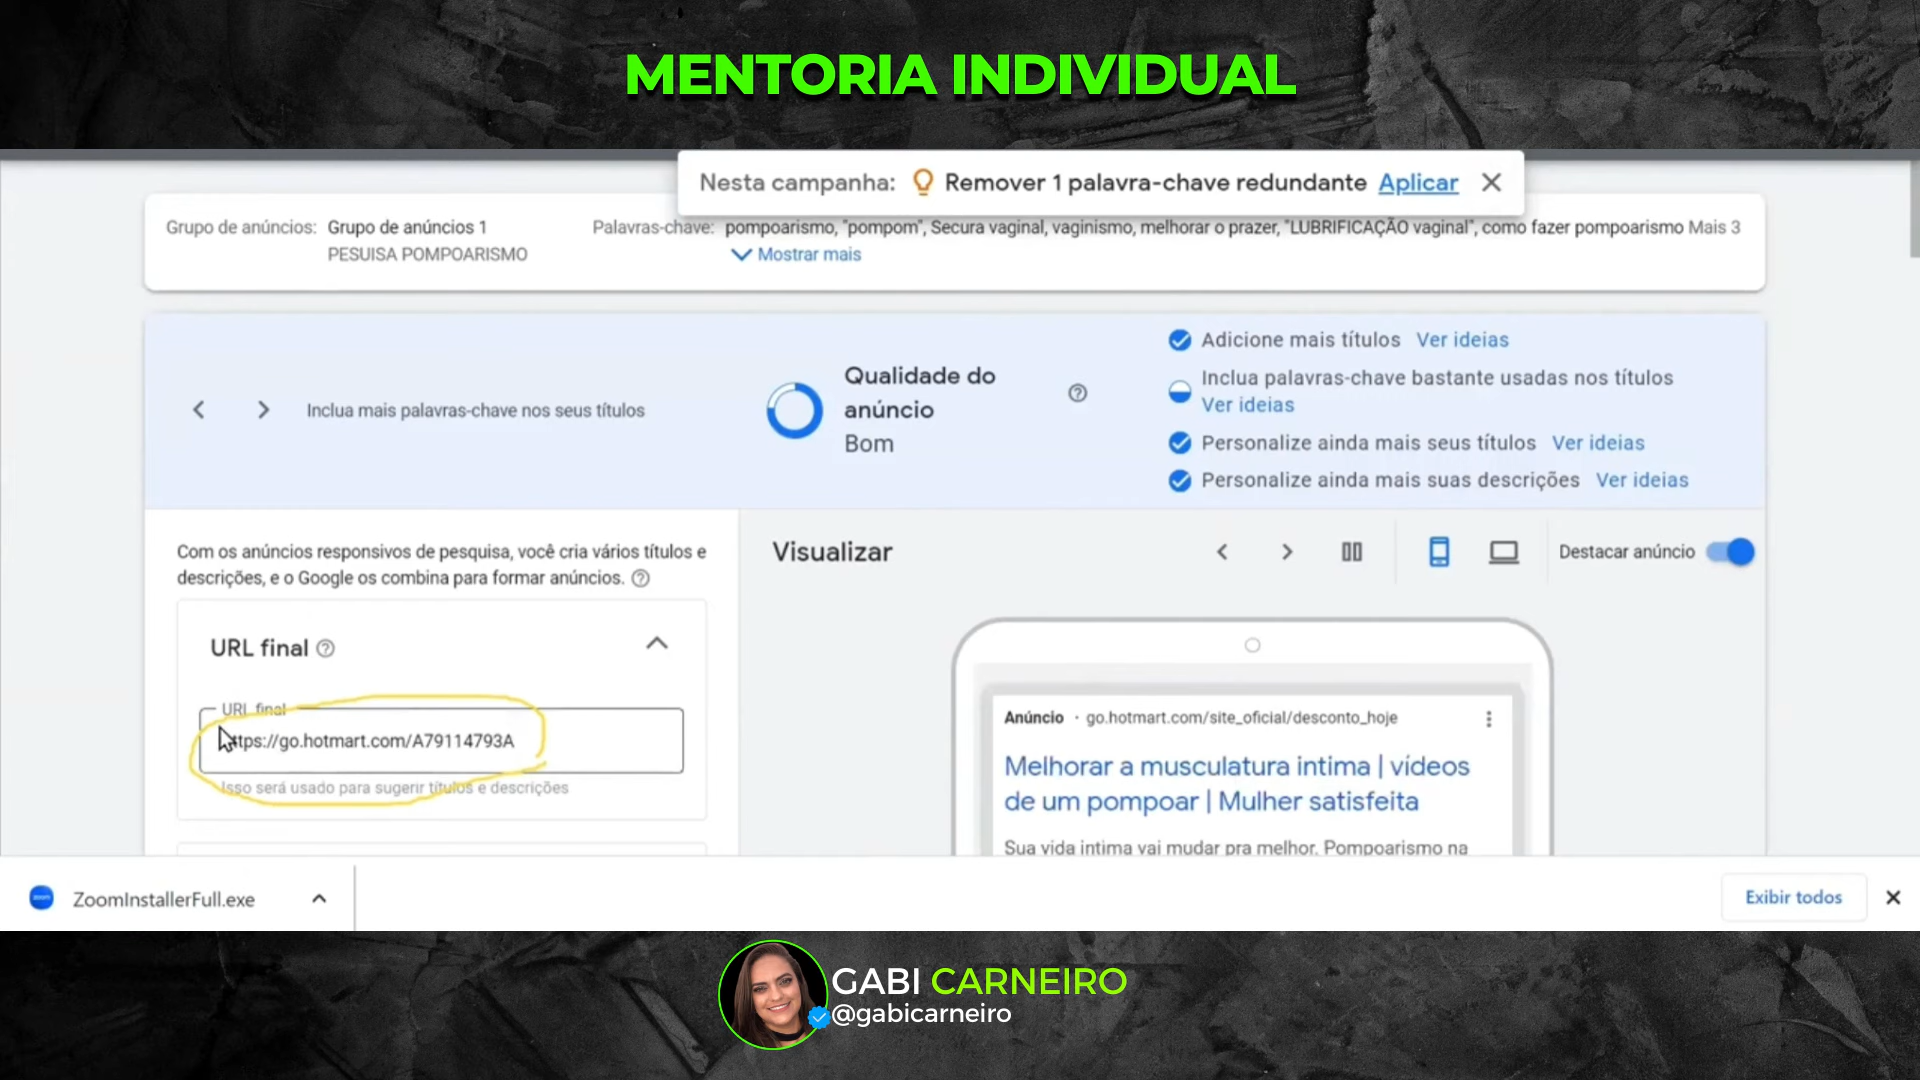 MENTORIA INDIVIDUAL
Nesta campanha: Remover 1 palavra-chave redundante Aplicar
Grupo de anúncios: Grupo de anúncios 1
PESUISA POMPOARISMO
Palavras-chave: pompoarismo, "pompom", Secura vaginal, vaginismo, melhorar o prazer, "LUBRIFICAÇÃO vaginal", como fazer pompoarismo Mais 3
Mostrar mais
Inclua mais palavras-chave nos seus títulos
Qualidade do
anúncio
Bom
Adicione mais títulos Ver ideias
Inclua palavras-chave bastante usadas nos títulos
Ver ideias
Personalize ainda mais seus títulos Ver ideias
Personalize ainda mais suas descrições Ver ideias
Com os anúncios responsivos de pesquisa, você cria vários títulos e
descrições, e o Google os combina para formar anúncios.
URL final
URL final
ttps://go.hotmart.com/A79114793A
Isso será usado para sugerir títulos e descrições
Visualizar
Destacar anúncio
Anúncio · go.hotmart.com/site_oficial/desconto_hoje
Melhorar a musculatura intima | vídeos
de um pompoar | Mulher satisfeita
Sua vida intima vai mudar pra melhor. Pompoarismo na
ZoomInstallerFull.exe
Exibir todos
GABI CARNEIRO
@gabicarneiro